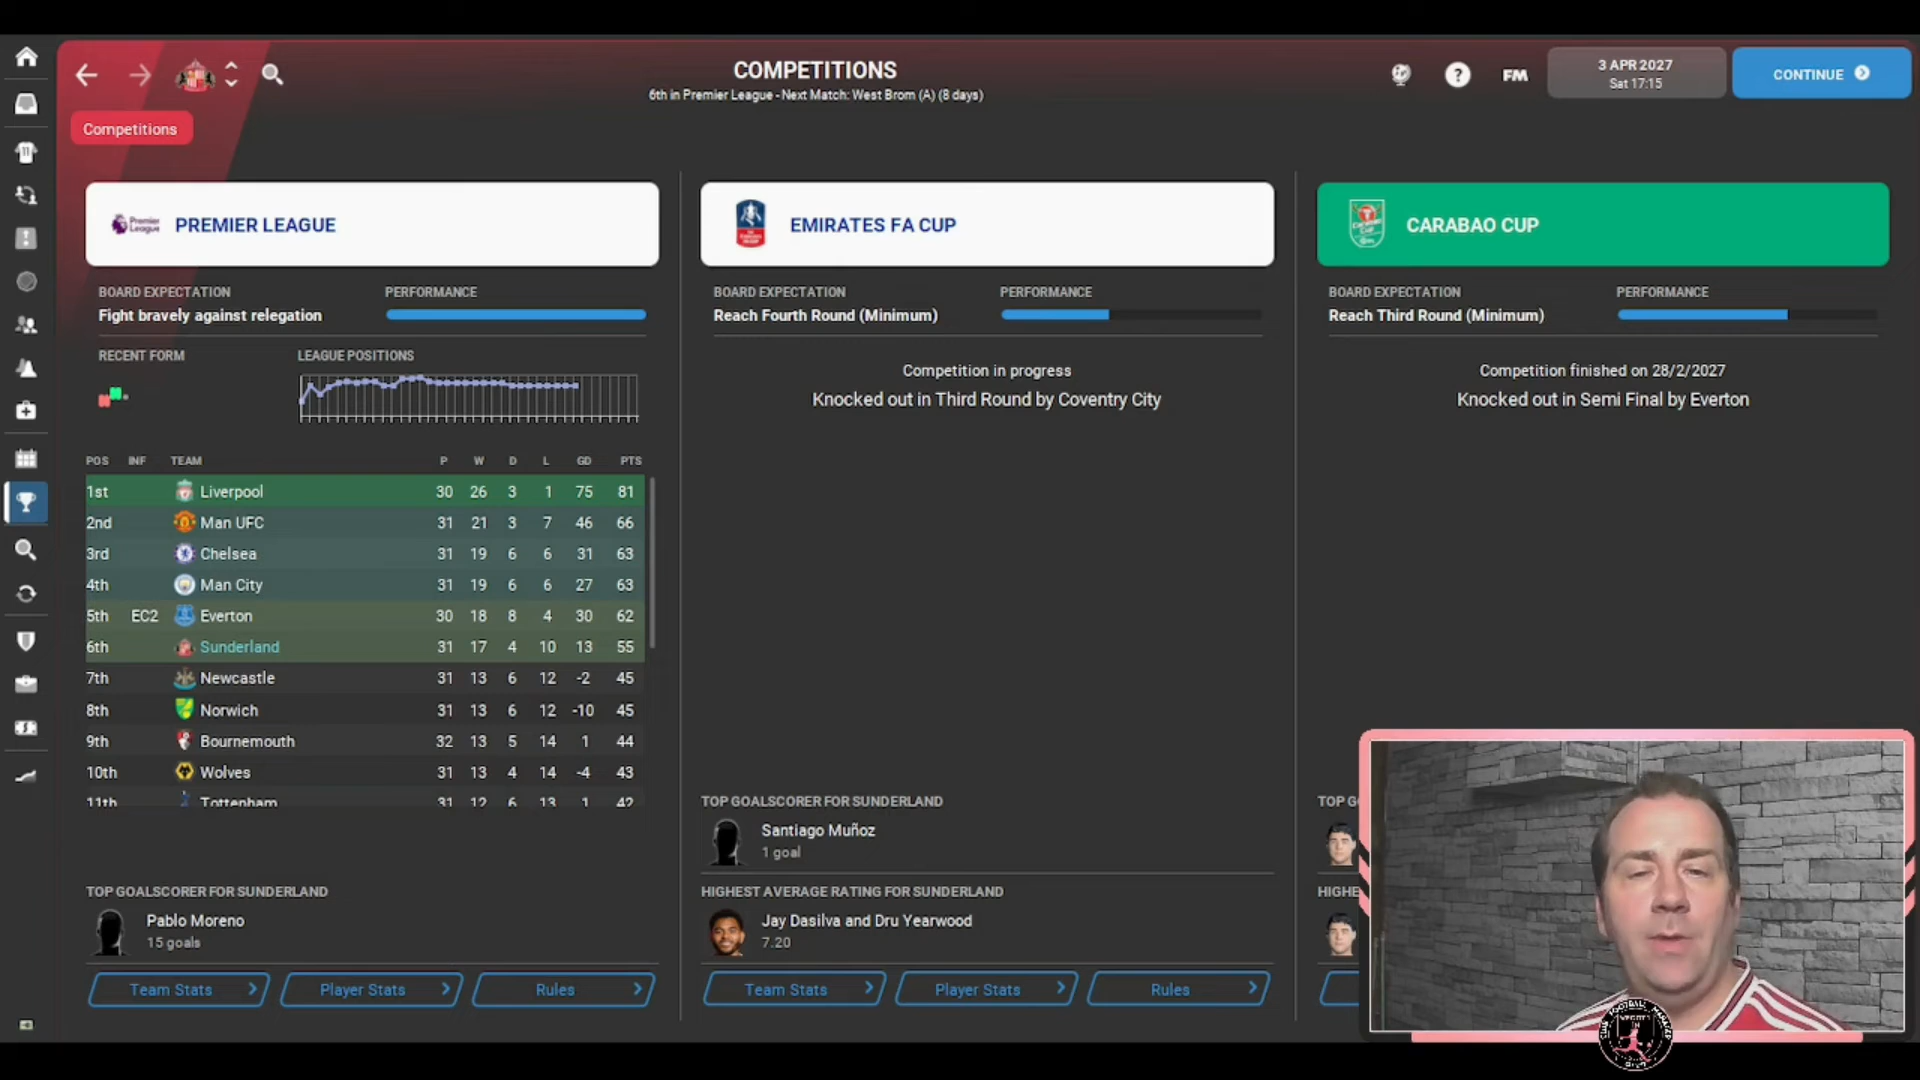 COMPETITIONS
6th in Premier League - Next Match: West Brom (A) (8 days)
FM
3 APR 2027
Sat 17:15
CONTINUE
Competitions
PREMIER LEAGUE
BOARD EXPECTATION PERFORMANCE
Fight bravely against relegation
RECENT FORM LEAGUE POSITIONS
POS INF TEAM P W D L GD PTS
1st Liverpool 30 26 3 1 75 81
2nd Man UFC 31 21 3 7 46 66
3rd Chelsea 31 19 6 6 31 63
4th Man City 31 19 6 6 27 63
5th EC2 Everton 30 18 8 4 30 62
6th Sunderland 31 17 4 10 13 55
7th Newcastle 31 13 6 12 -2 45
8th Norwich 31 13 6 12 -10 45
9th Bournemouth 32 13 5 14 1 44
10th Wolves 31 13 4 14 -4 43
11th Tottenham 31 12 6 13 1 42
TOP GOALSCORER FOR SUNDERLAND
Pablo Moreno
15 goals
Team Stats Player Stats Rules
EMIRATES FA CUP
BOARD EXPECTATION PERFORMANCE
Reach Fourth Round (Minimum)
Competition in progress
Knocked out in Third Round by Coventry City
TOP GOALSCORER FOR SUNDERLAND
Santiago Muñoz
1 goal
HIGHEST AVERAGE RATING FOR SUNDERLAND
Jay Dasilva and Dru Yearwood
7.20
Team Stats Player Stats Rules
CARABAO CUP
BOARD EXPECTATION PERFORMANCE
Reach Third Round (Minimum)
Competition finished on 28/2/2027
Knocked out in Semi Final by Everton
TOP G
HIGHE